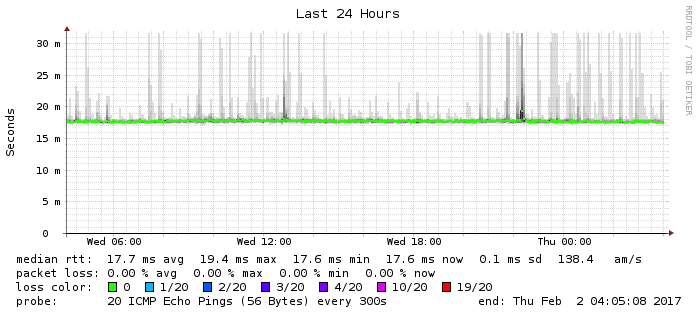 Last 24 Hours
RRDTOOL / TOBI OETIKER
Seconds
30 m
25 m
20 m
15 m
10 m
5 m
0
Wed 06:00 Wed 12:00 Wed 18:00 Thu 00:00
median rtt: 17.7 ms avg 19.4 ms max 17.6 ms min 17.6 ms now 0.1 ms sd 138.4 am/s
packet loss: 0.00 % avg 0.00 % max 0.00 % min 0.00 % now
loss color: 0 1/20 2/20 3/20 4/20 10/20 19/20
probe: 20 ICMP Echo Pings (56 Bytes) every 300s end: Thu Feb 2 04:05:08 2017